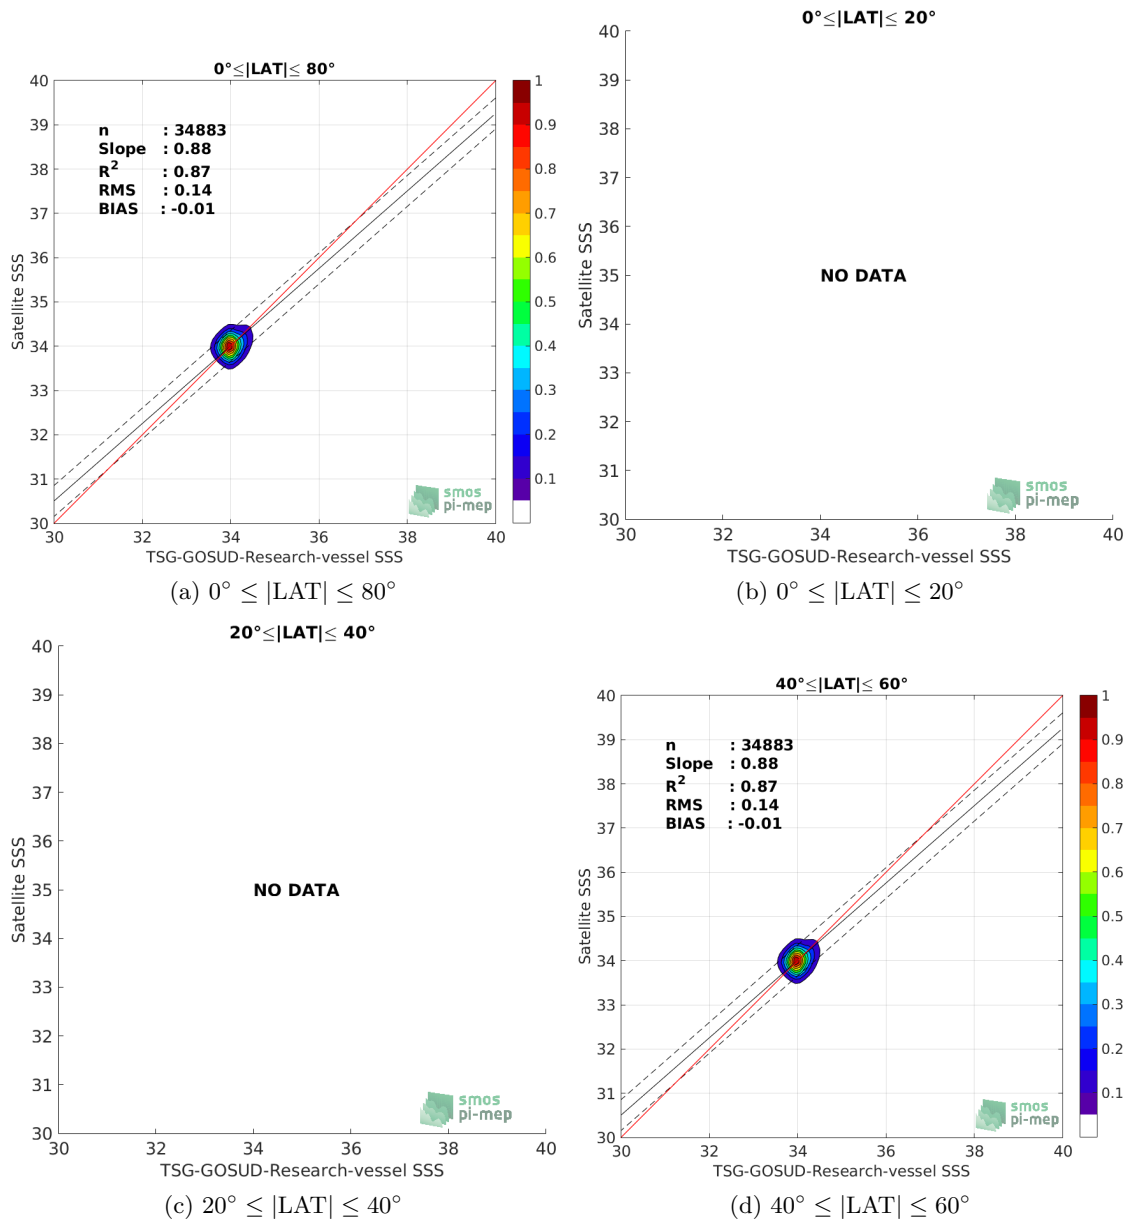 0°≤|LAT|≤ 80°
40
39
38
37
36
35
34
33
32
31
30
n : 34883
Slope : 0.88
R2 : 0.87
RMS : 0.14
BIAS : -0.01
Satellite SSS
smos
pi-mep
30 32 34 36 38 40
TSG-GOSUD-Research-vessel SSS
1
0.9
0.8
0.7
0.6
0.5
0.4
0.3
0.2
0.1
(a) 0° ≤ |LAT| ≤ 80°
0°≤|LAT|≤ 20°
40
39
38
37
36
35
34
33
32
31
30
Satellite SSS
NO DATA
smos
pi-mep
30 32 34 36 38 40
TSG-GOSUD-Research-vessel SSS
(b) 0° ≤ |LAT| ≤ 20°
20°≤|LAT|≤ 40°
40
39
38
37
36
35
34
33
32
31
30
Satellite SSS
NO DATA
smos
pi-mep
30 32 34 36 38 40
TSG-GOSUD-Research-vessel SSS
(c) 20° ≤ |LAT| ≤ 40°
40°≤|LAT|≤ 60°
40
39
38
37
36
35
34
33
32
31
30
n : 34883
Slope : 0.88
R2 : 0.87
RMS : 0.14
BIAS : -0.01
Satellite SSS
smos
pi-mep
30 32 34 36 38 40
TSG-GOSUD-Research-vessel SSS
1
0.9
0.8
0.7
0.6
0.5
0.4
0.3
0.2
0.1
(d) 40° ≤ |LAT| ≤ 60°